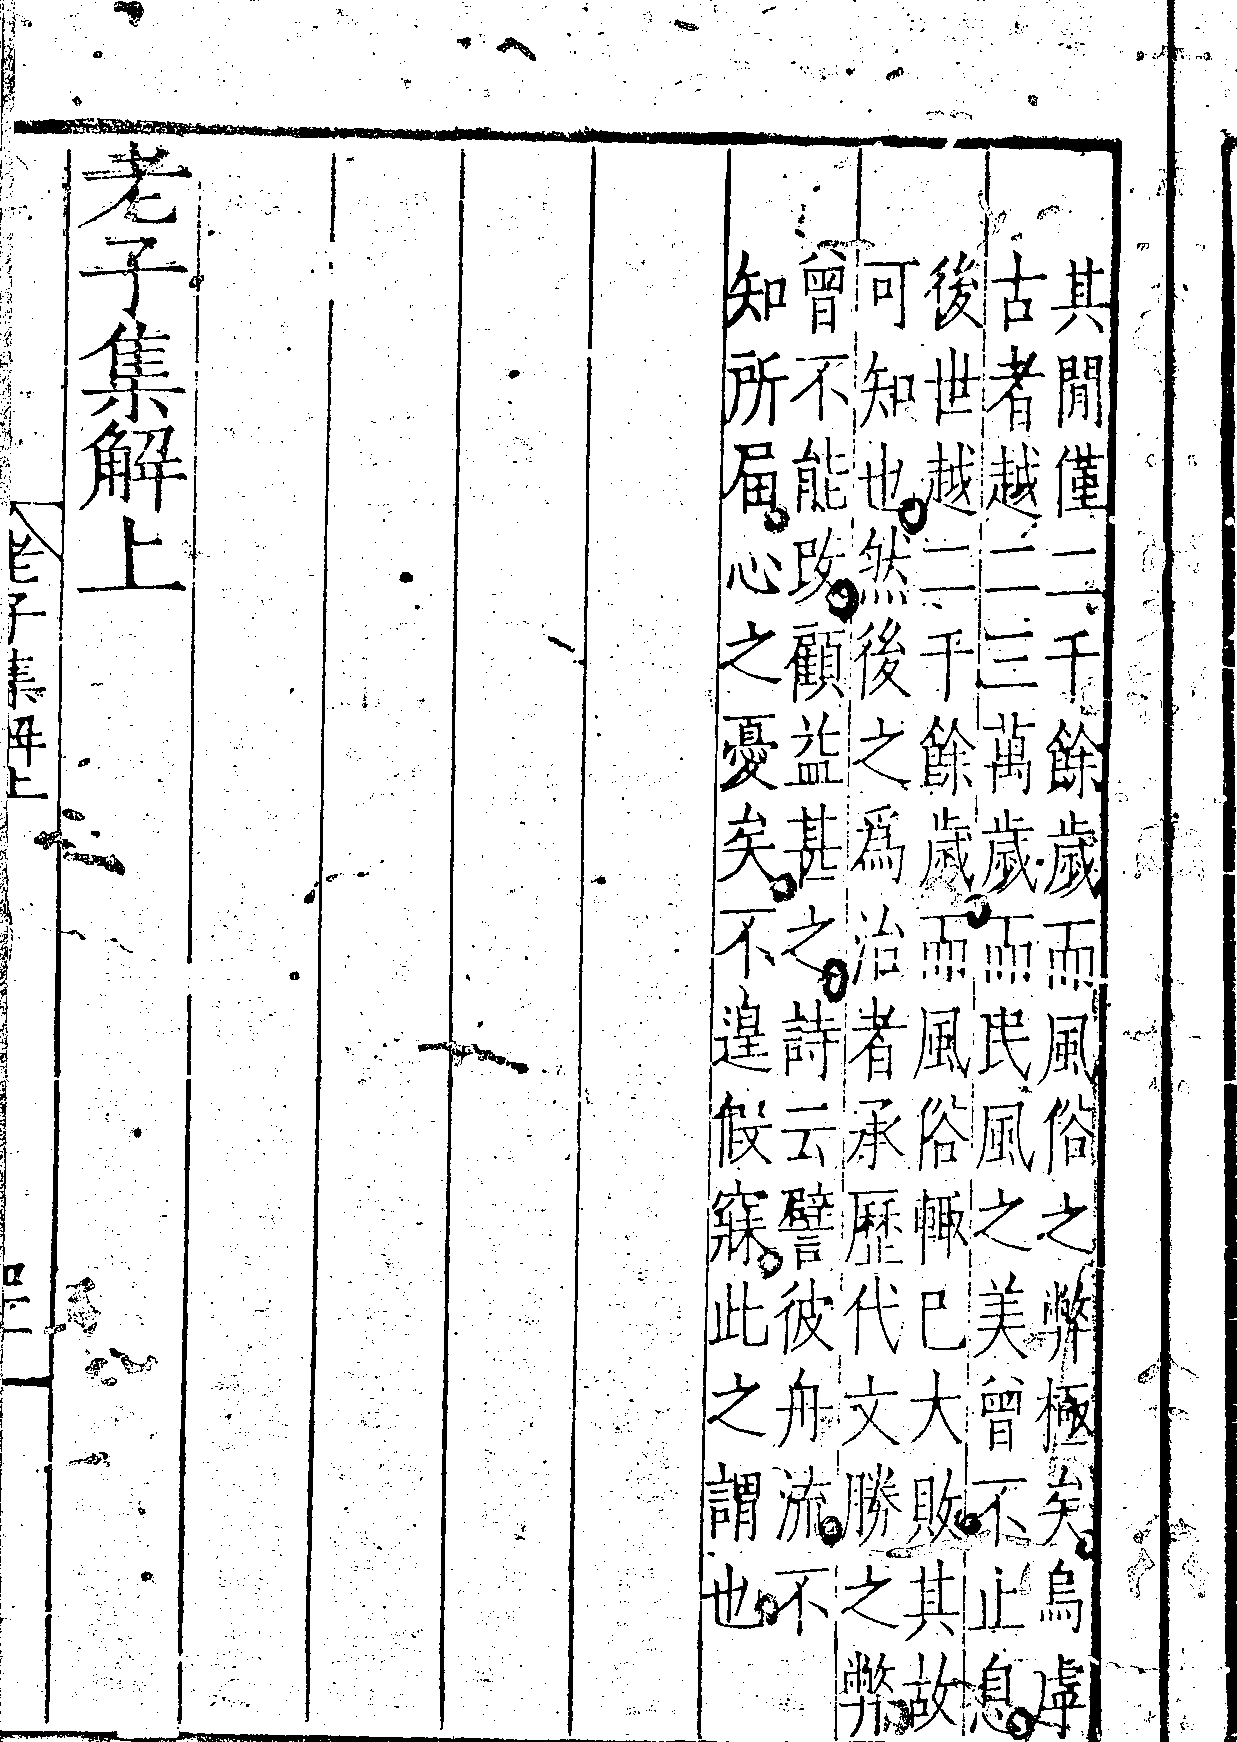 其閒僅二千餘歲而風俗之弊極矣烏虖
古者越二三萬歲而民風之美曾不止息
後世越二千餘歲而風俗輒已大敗其故
可知也然後之爲治者承歷代文勝之弊
曾不能改顧益甚之詩云譬彼舟流不
知所屆心之憂矣不遑假寐此之謂也
老子集解上
老子集解上